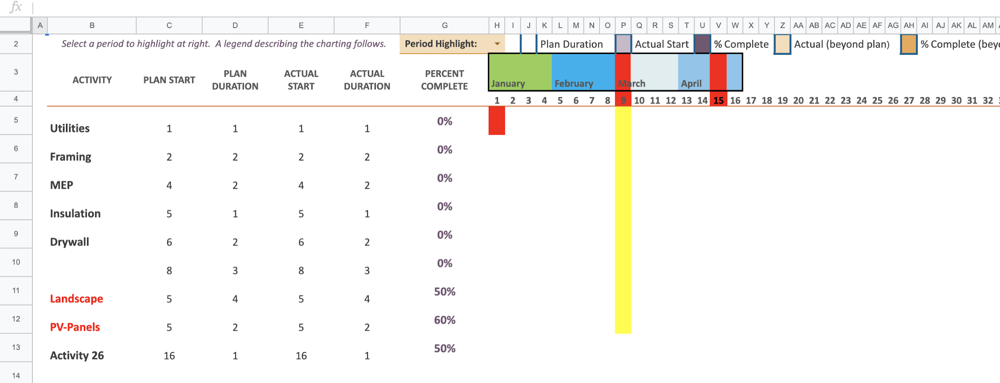 fx
A B C D E F G H I J K L M N O P Q R S T U V W X Y Z AA AB AC AD AE AF AG AH AI AJ AK AL AM
2 Select a period to highlight at right. A legend describing the charting follows. Period Highlight: Plan Duration Actual Start % Complete Actual (beyond plan) % Complete (beyo
3 ACTIVITY PLAN START PLAN DURATION ACTUAL START ACTUAL DURATION PERCENT COMPLETE January February March April
4 1 2 3 4 5 6 7 8 9 10 11 12 13 14 15 16 17 18 19 20 21 22 23 24 25 26 27 28 29 30 31 32
5 Utilities 1 1 1 1 0%
6 Framing 2 2 2 2 0%
7 MEP 4 2 4 2 0%
8 Insulation 5 1 5 1 0%
9 Drywall 6 2 6 2 0%
10 8 3 8 3 0%
11 Landscape 5 4 5 4 50%
12 PV-Panels 5 2 5 2 60%
13 Activity 26 16 1 16 1 50%
14